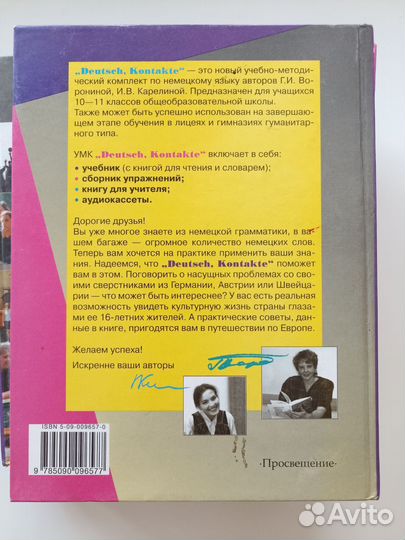 „Deutsch, Kontakte“ — это новый учебно-методи-
ческий комплект по немецкому языку авторов Г.И. Во-
рониной, И.В. Карелиной. Предназначен для учащихся
10—11 классов общеобразовательной школы.
Также может быть успешно использован на завершаю-
щем этапе обучения в лицеях и гимназиях гуманитар-
ного типа.
УМК „Deutsch, Kontakte“ включает в себя:
• учебник (с книгой для чтения и словарем);
• сборник упражнений;
• книгу для учителя;
• аудиокассеты.
Дорогие друзья!
Вы уже многое знаете из немецкой грамматики, в ва-
шем багаже — огромное количество немецких слов.
Теперь вам хочется на практике применить ваши зна-
ния. Надеемся, что „Deutsch, Kontakte“ поможет
вам в этом. Поговорить о насущных проблемах со сво-
ими сверстниками из Германии, Австрии или Швейца-
рии — что может быть интереснее? У вас есть реальная
возможность увидеть культурную жизнь страны глаза-
ми ее 16-летних жителей. А практические советы, дан-
ные в книге, пригодятся вам в путешествии по Европе.
Желаем успеха!
Искренне ваши авторы
ISBN 5-09-009657-0
9 785090 096577
·Просвещение·
Avito